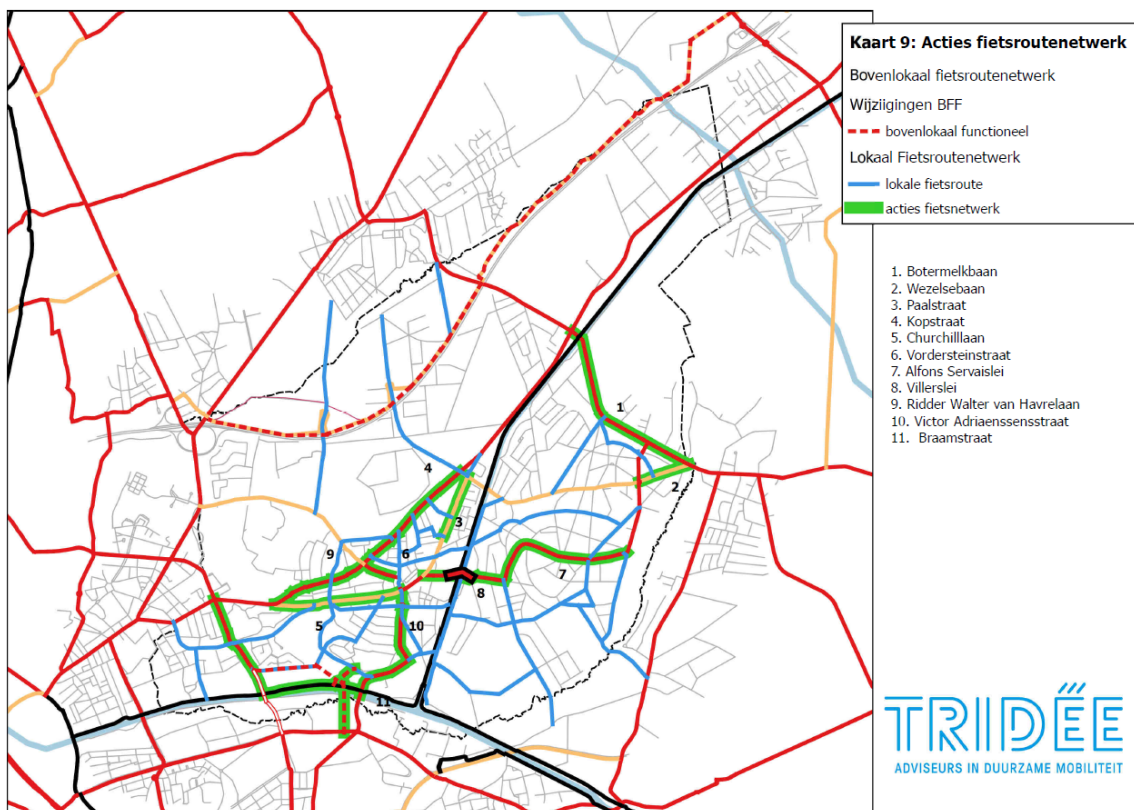 Kaart 9: Acties fietsroutenetwerk
Bovenlokaal fietsroutenetwerk
Wijziigingen BFF
bovenlokaal functioneel
Lokaal Fietsroutenetwerk
lokale fietsroute
acties fietsnetwerk
1. Botermelkbaan
2. Wezelsebaan
3. Paalstraat
4. Kopstraat
5. Churchilllaan
6. Vordersteinstraat
7. Alfons Servaislei
8. Villerslei
9. Ridder Walter van Havrelaan
10. Victor Adriaenssensstraat
11. Braamstraat
1
4
2
3
9
6
7
8
5
10
11
TRIDÉE
ADVISEURS IN DUURZAME MOBILITEIT